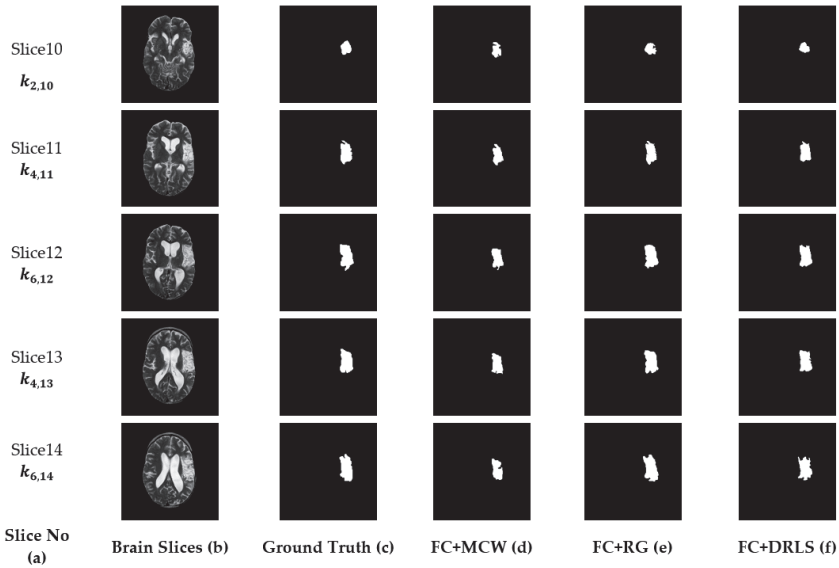 Slice10
k2,10
Slice11
k4,11
Slice12
k6,12
Slice13
k4,13
Slice14
k6,14
Slice No
(a)
Brain Slices (b)
Ground Truth (c)
FC+MCW (d)
FC+RG (e)
FC+DRLS (f)